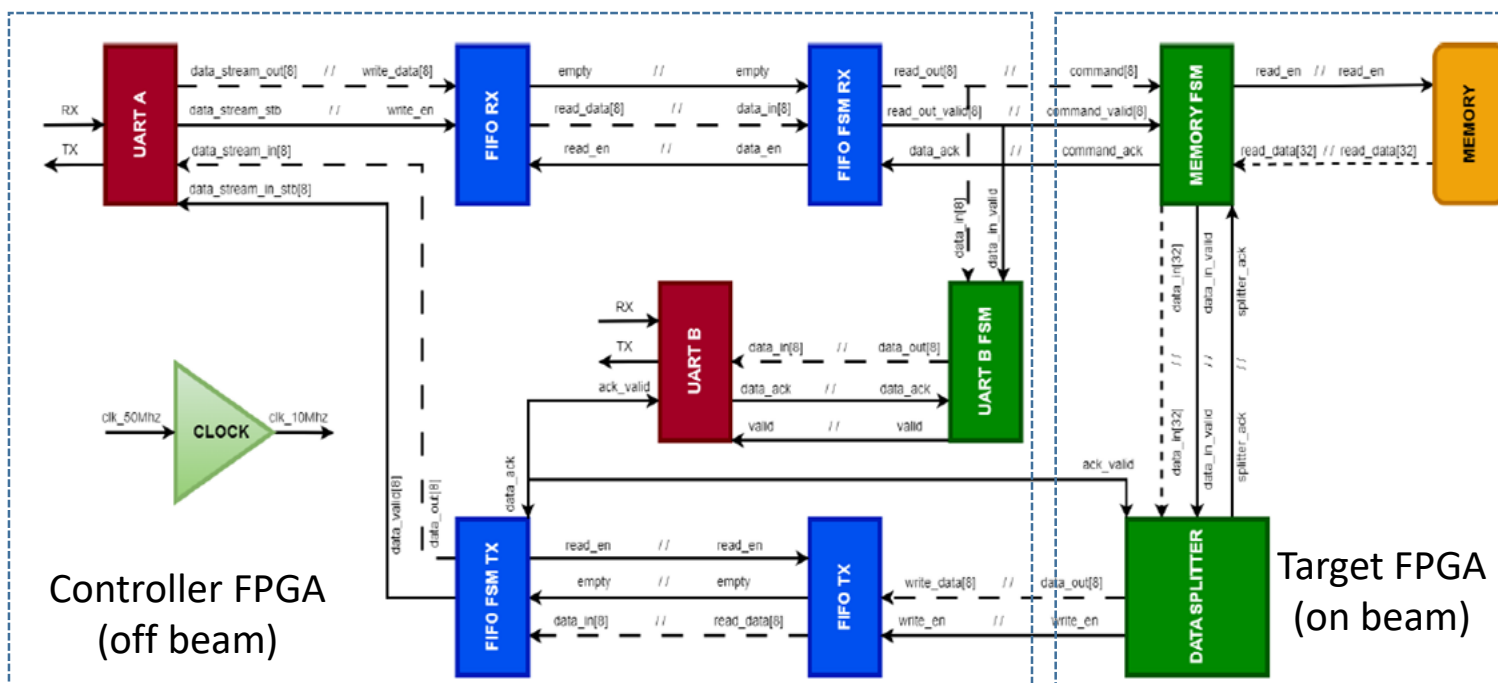 data_stream_out[8] // write_data[8]
empty // empty
read_out[8] // command[8]
read_en // read_en
RX
data_stream_stb // write_en
read_data[8] // data_in[8]
read_out_valid[8] // command_valid[8]
TX
data_stream_in[8]
read_en // data_en
data_ack // command_ack
read_data[32] // read_data[32]
data_stream_in_stb[8]
UART A
FIFO RX
FIFO FSM RX
MEMORY FSM
MEMORY
data_in[8]
data_in_valid
data_in[32] // data_in[32]
data_in_valid // data_in_valid
splitter_ack // splitter_ack
RX
TX
ack_valid
UART B
data_in[8] // data_out[8]
data_ack // data_ack
valid // valid
UART B FSM
clk_50Mhz
CLOCK
clk_10Mhz
data_valid[8]
data_out[8]
data_ack
ack_valid
FIFO FSM TX
read_en // read_en
empty // empty
data_in[8] // read_data[8]
FIFO TX
write_data[8] // data_out[8]
write_en // write_en
DATA SPLITTER
Controller FPGA
(off beam)
Target FPGA
(on beam)